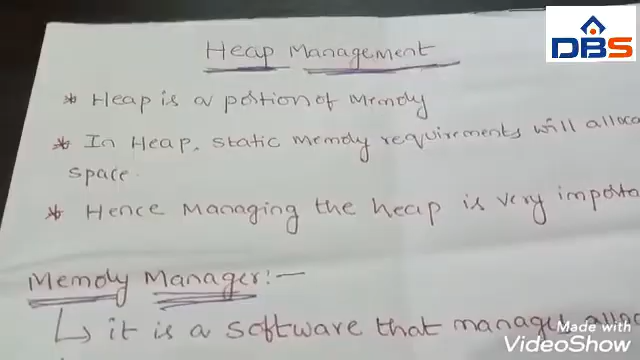 DBS
Heap Management
* Heap is a portion of Memory
* In Heap, static memory requirements will
space.
* Hence Managing the heap is very
Memory Manager:-
↳ it is a software that manages
Made with
VideoShow